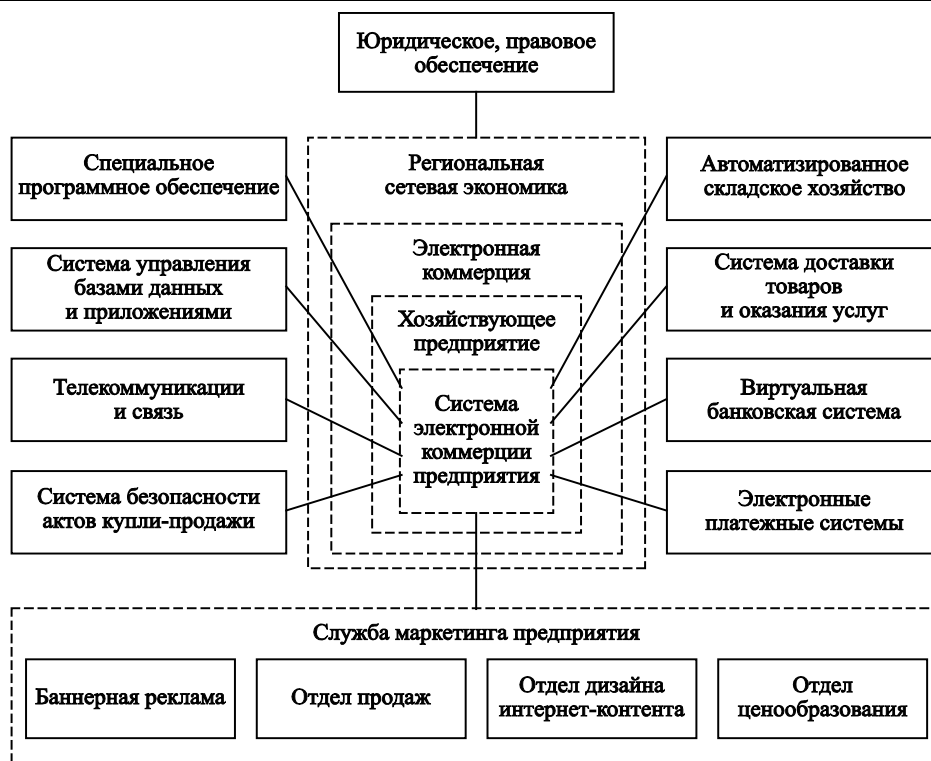 Юридическое, правовое
обеспечение
Специальное
программное обеспечение
Система управления
базами данных
и приложениями
Телекоммуникации
и связь
Система безопасности
актов купли-продажи
Региональная
сетевая экономика
Электронная
коммерция
Хозяйствующее
предприятие
Система
электронной
коммерции
предприятия
Автоматизированное
складское хозяйство
Система доставки
товаров
и оказания услуг
Виртуальная
банковская система
Электронные
платежные системы
Служба маркетинга предприятия
Баннерная реклама
Отдел продаж
Отдел дизайна
интернет-контента
Отдел
ценообразования